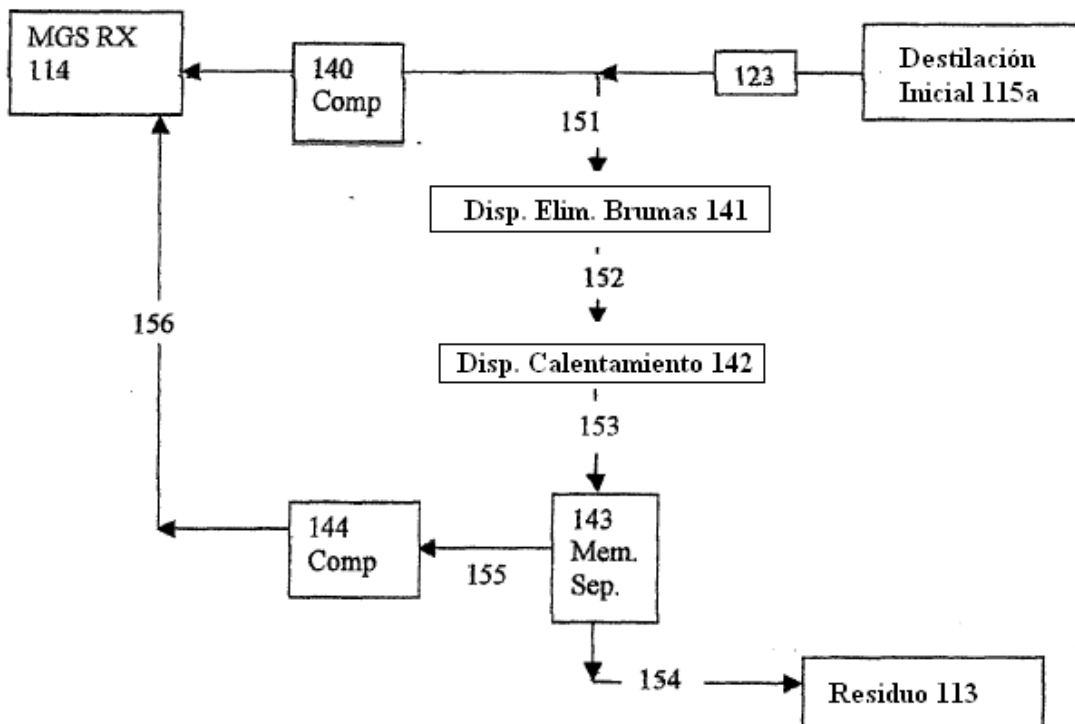 MGS RX
114
140
Comp
123
Destilación
Inicial 115a
151
Disp. Elim. Brumas 141
152
156
Disp. Calentamiento 142
153
144
Comp
155
143
Mem.
Sep.
154
Residuo 113